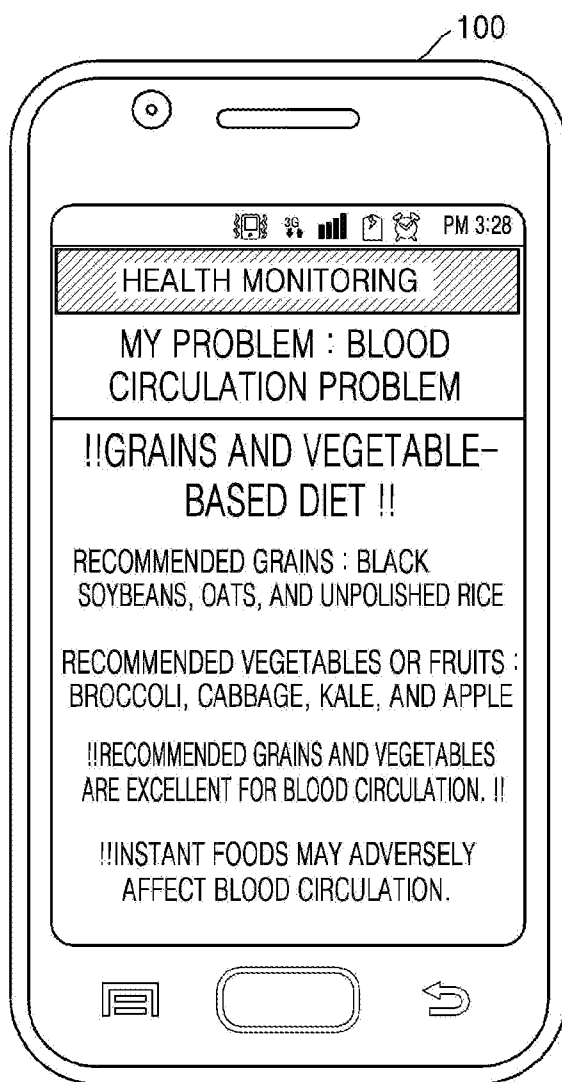 100
3G PM 3:28
HEALTH MONITORING
MY PROBLEM : BLOOD
CIRCULATION PROBLEM
!!GRAINS AND VEGETABLE-
BASED DIET !!
RECOMMENDED GRAINS : BLACK
SOYBEANS, OATS, AND UNPOLISHED RICE
RECOMMENDED VEGETABLES OR FRUITS :
BROCCOLI, CABBAGE, KALE, AND APPLE
!!RECOMMENDED GRAINS AND VEGETABLES
ARE EXCELLENT FOR BLOOD CIRCULATION. !!
!!INSTANT FOODS MAY ADVERSELY
AFFECT BLOOD CIRCULATION.